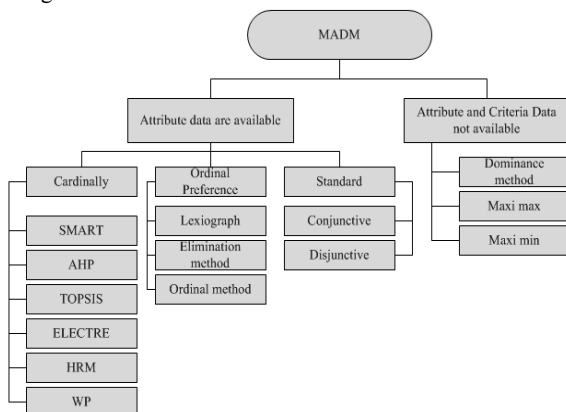 MADM
Attribute data are available
Attribute and Criteria Data
not available
Cardinally
SMART
AHP
TOPSIS
ELECTRE
HRM
WP
Ordinal
Preference
Lexiograph
Elimination
method
Ordinal method
Standard
Conjunctive
Disjunctive
Dominance
method
Maxi max
Maxi min